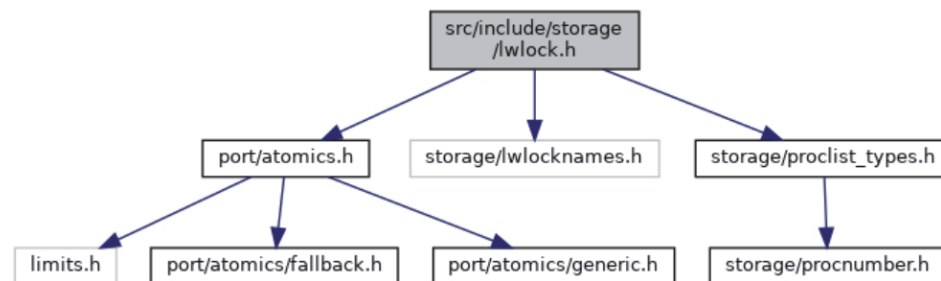 src/include/storage
/lwlock.h
port/atomics.h
storage/lwlocknames.h
storage/proclist_types.h
limits.h
port/atomics/fallback.h
port/atomics/generic.h
storage/procnumber.h